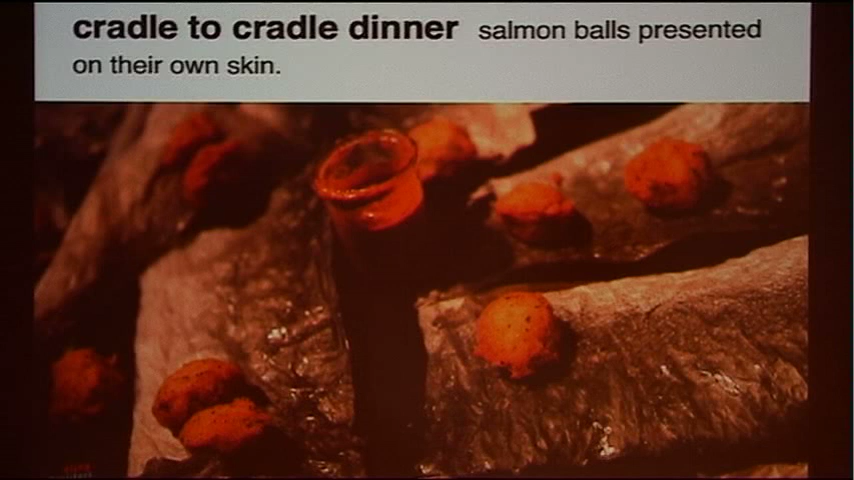 cradle to cradle dinner salmon balls presented
on their own skin.